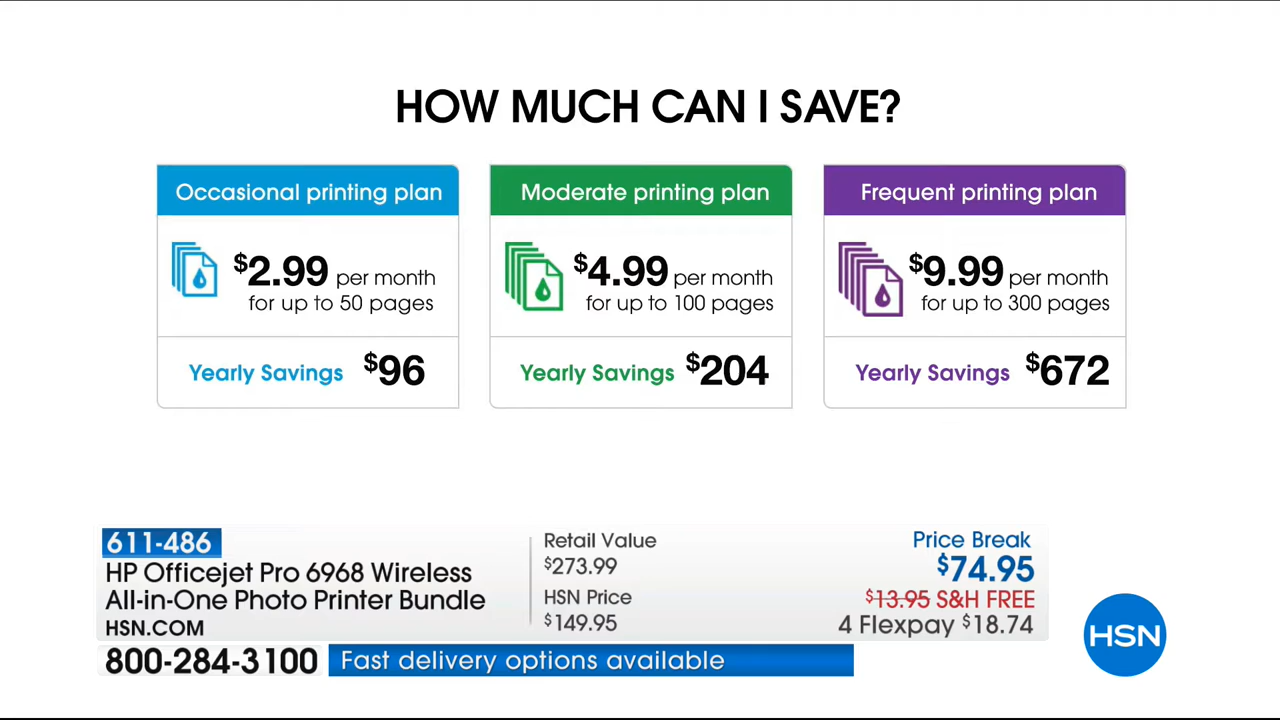 HOW MUCH CAN I SAVE?
Occasional printing plan
$2.99 per month
for up to 50 pages
Yearly Savings $96
Moderate printing plan
$4.99 per month
for up to 100 pages
Yearly Savings $204
Frequent printing plan
$9.99 per month
for up to 300 pages
Yearly Savings $672
611-486
HP Officejet Pro 6968 Wireless
All-in-One Photo Printer Bundle
HSN.COM
Retail Value
$273.99
HSN Price
$149.95
Price Break
$74.95
$13.95 S&H FREE
4 Flexpay $18.74
800-284-3100
Fast delivery options available
HSN